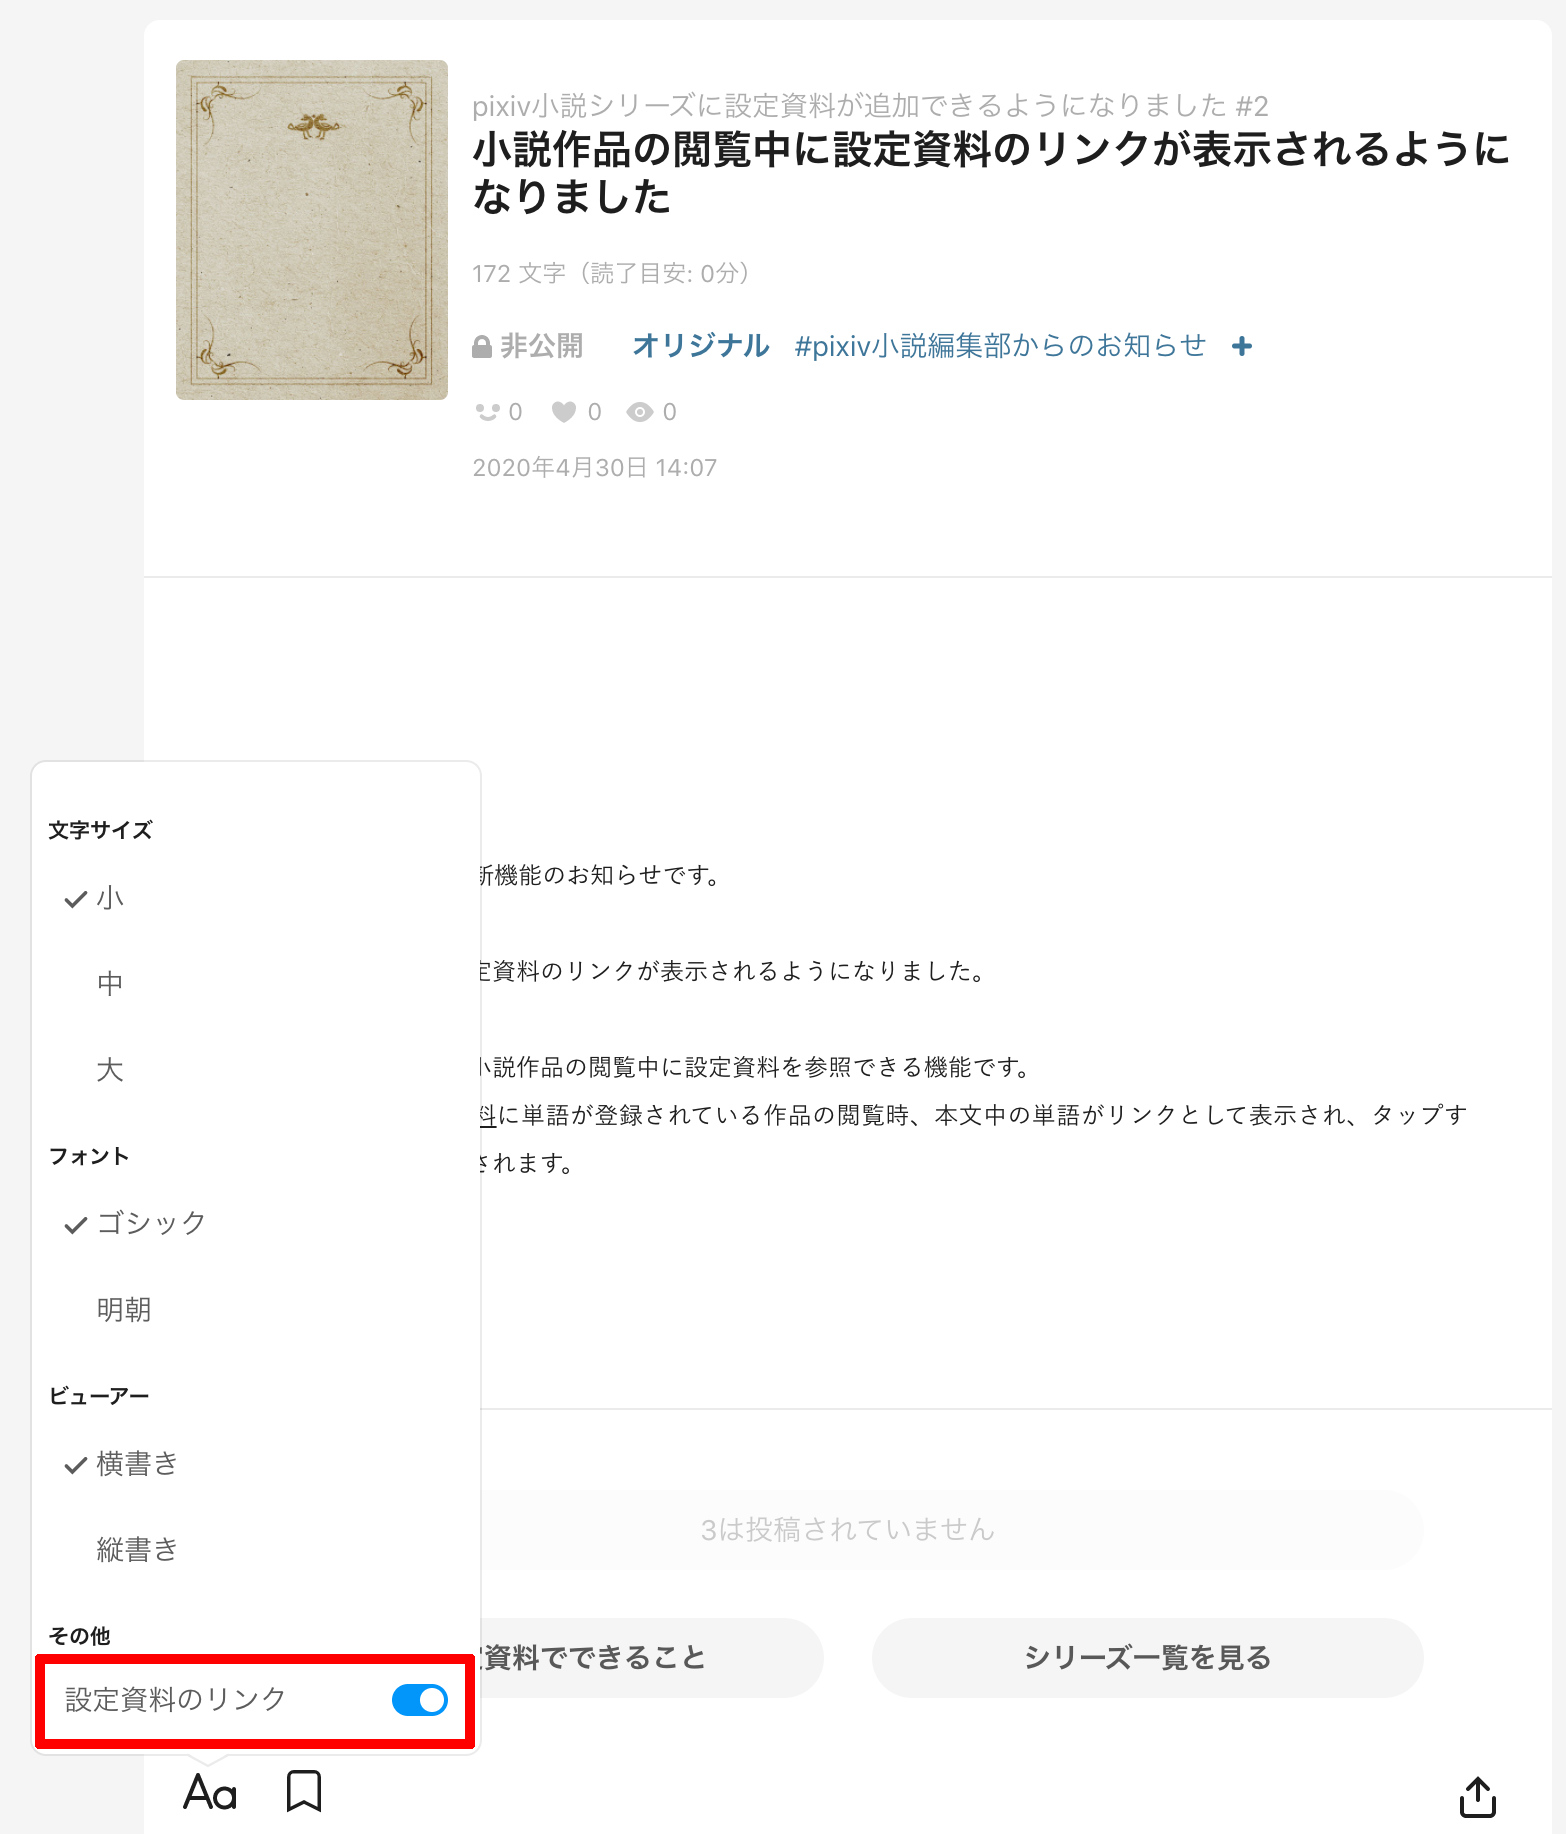 pixiv小説シリーズに設定資料が追加できるようになりました #2
小説作品の閲覧中に設定資料のリンクが表示されるように
なりました
172 文字（読了目安: 0分）
非公開 オリジナル #pixiv小説編集部からのお知らせ +
0 0 0
2020年4月30日 14:07
新機能のお知らせです。
定資料のリンクが表示されるようになりました。
小説作品の閲覧中に設定資料を参照できる機能です。
料に単語が登録されている作品の閲覧時、本文中の単語がリンクとして表示され、タップす
されます。
文字サイズ
小
中
大
フォント
ゴシック
明朝
ビューアー
横書き
縦書き
その他
設定資料のリンク
3は投稿されていません
資料でできること
シリーズ一覧を見る
Aa